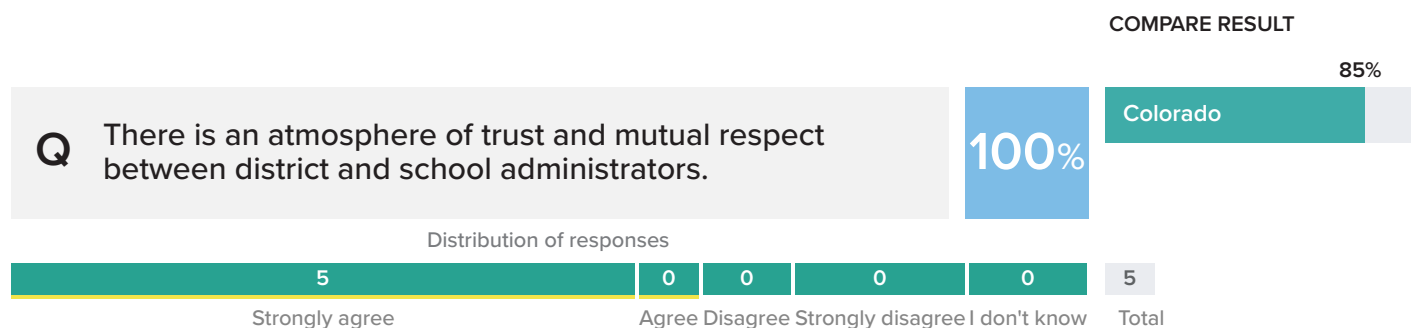 COMPARE RESULT
85%
Q There is an atmosphere of trust and mutual respect
between district and school administrators.
100%
Colorado
Distribution of responses
5 0 0 0 0 5
Strongly agree Agree Disagree Strongly disagree I don't know Total